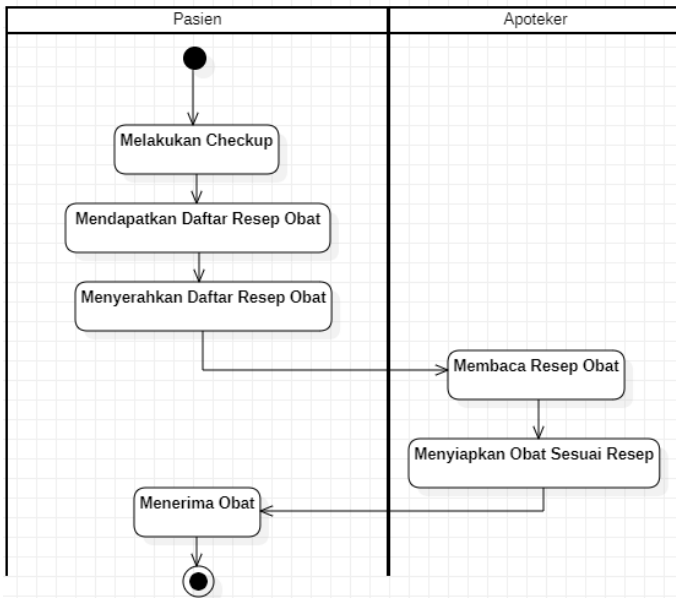 Pasien
Apoteker
Melakukan Checkup
Mendapatkan Daftar Resep Obat
Menyerahkan Daftar Resep Obat
Membaca Resep Obat
Menyiapkan Obat Sesuai Resep
Menerima Obat